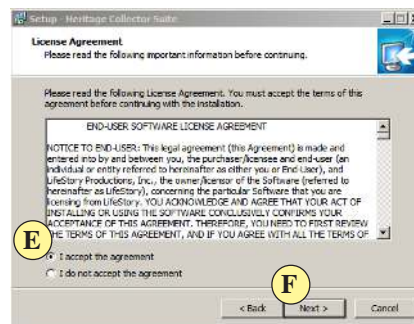 Setup - Heritage Collector Suite
License Agreement
Please read the following important information before continuing.
Please read the following License Agreement. You must accept the terms of this
agreement before continuing with the installation.
END-USER SOFTWARE LICENSE AGREEMENT
NOTICE TO END-USER: This legal agreement (this Agreement) is made and
entered into by and between you, the purchaser/licensee and end-user (an
individual or entity referred to hereinafter as either you or End-User), and
LifeStory Productions, Inc., the owner/licensor of the Software (referred to
hereinafter as LifeStory), concerning the particular Software that you are
licensing from LifeStory. YOU ACKNOWLEDGE AND AGREE THAT YOUR ACT OF
INSTALLING OR USING THE SOFTWARE CONCLUSIVELY CONFIRMS YOUR
ACCEPTANCE OF THIS AGREEMENT. THEREFORE, YOU NEED TO FIRST REVIEW
THE TERMS OF THIS AGREEMENT, AND IF YOU AGREE WITH ALL THE TERMS OF
E
I accept the agreement
I do not accept the agreement
F
< Back
Next >
Cancel